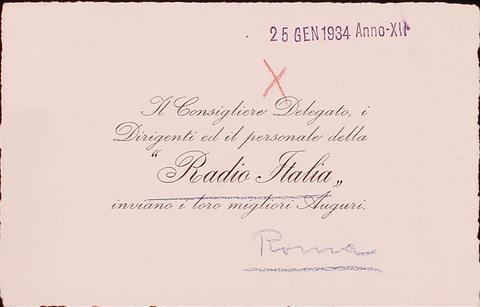 25 GEN 1934 Anno-XII
X
Il Consigliere Delegato, i
Dirigenti ed il personale della
“Radio Italia„
inviano i loro migliori Auguri.
Roma